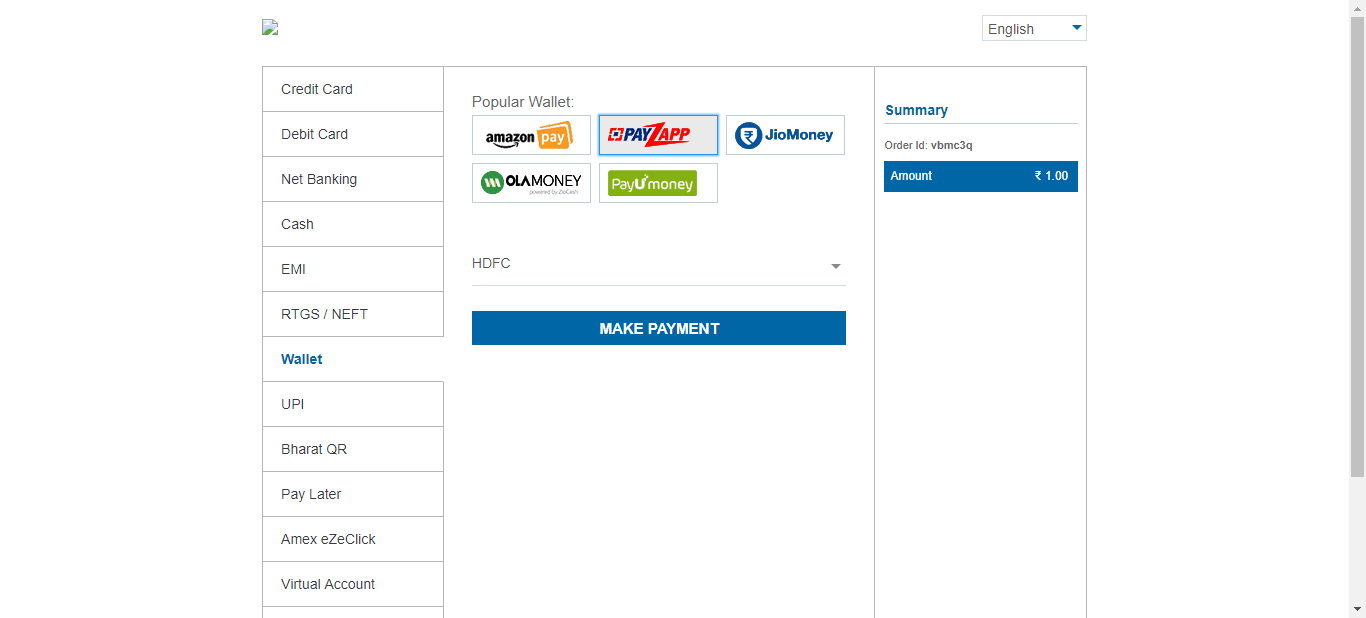 English
Credit Card
Debit Card
Net Banking
Cash
EMI
RTGS / NEFT
Wallet
UPI
Bharat QR
Pay Later
Amex eZeClick
Virtual Account
Popular Wallet:
amazon pay
PAYZAPP
JioMoney
OLAMONEY
powered by ZipCash
PayUmoney
HDFC
MAKE PAYMENT
Summary
Order Id: vbmc3q
Amount ₹ 1.00